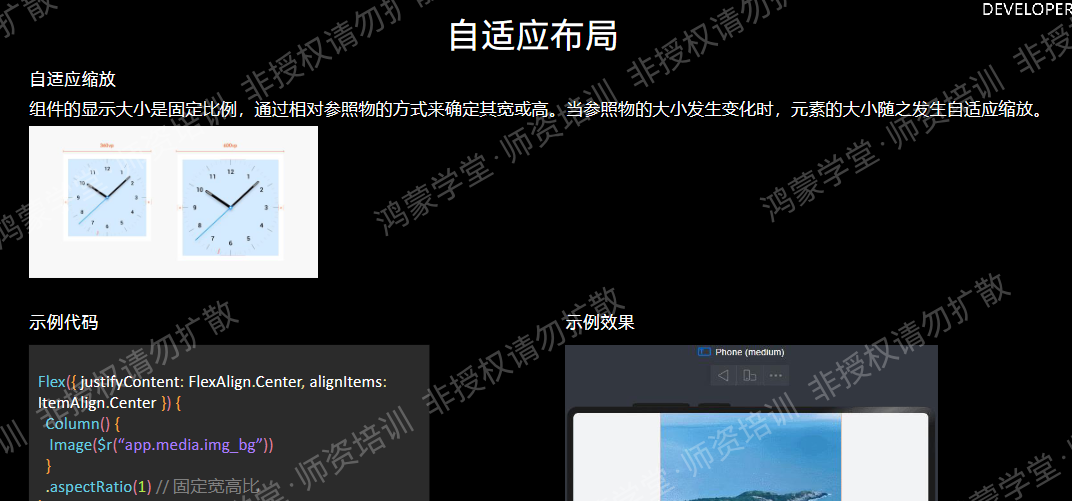 DEVELOPER
自适应布局
自适应缩放
组件的显示大小是固定比例，通过相对参照物的方式来确定其宽或高。当参照物的大小发生变化时，元素的大小随之发生自适应缩放。
360vp
600vp
12
11
1
10
2
9
3
8
4
7
5
6
12
11
1
10
2
9
3
8
4
7
5
6
示例代码
示例效果
Flex({ justifyContent: FlexAlign.Center, alignItems:
ItemAlign.Center }) {
Column() {
Image($r(“app.media.img_bg”))
}
.aspectRatio(1) // 固定宽高比
Phone (medium)
鸿蒙学堂·师资培训 非授权请勿扩散